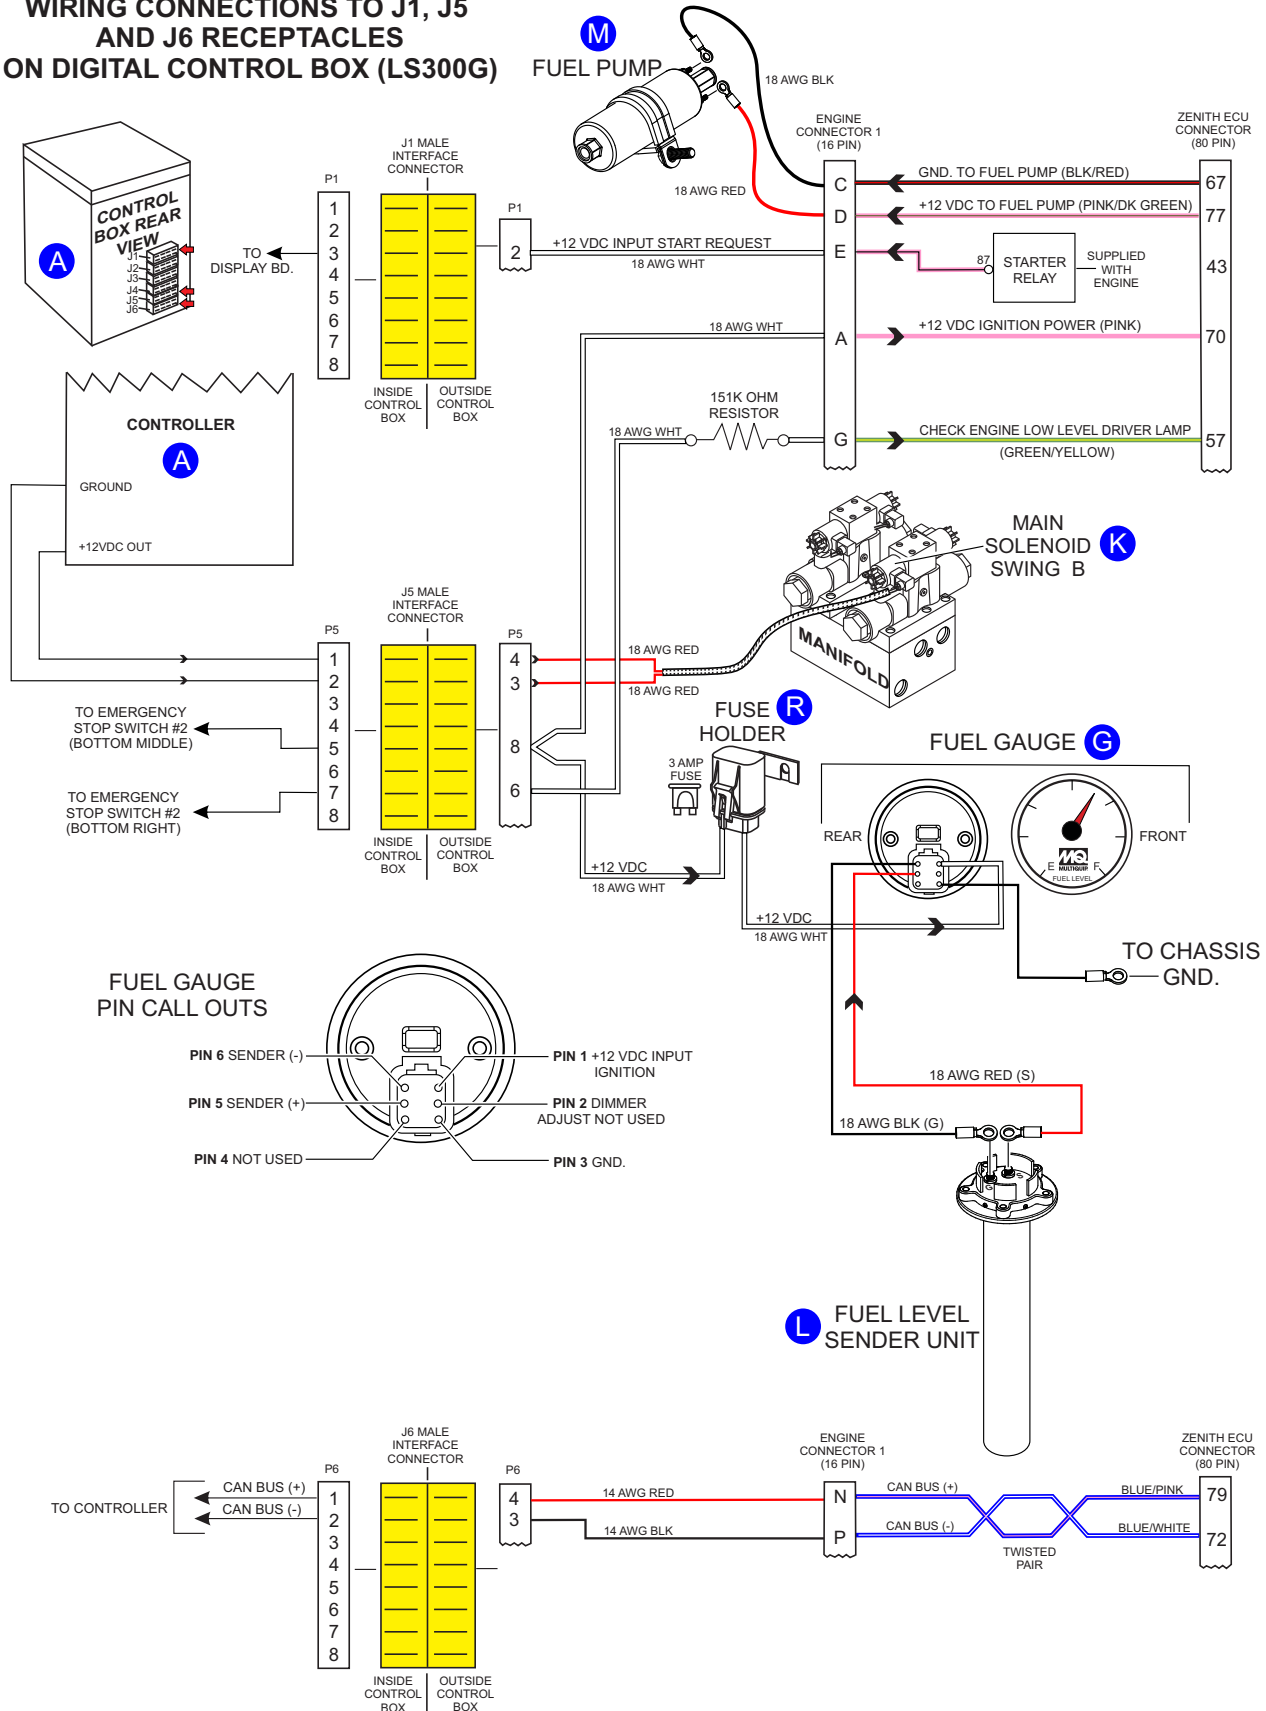 WIRING CONNECTIONS TO J1, J5
AND J6 RECEPTACLES
ON DIGITAL CONTROL BOX (LS300G)
M
FUEL PUMP
18 AWG BLK
18 AWG RED
ENGINE
CONNECTOR 1
(16 PIN)
ZENITH ECU
CONNECTOR
(80 PIN)
C
GND. TO FUEL PUMP (BLK/RED)
67
D
+12 VDC TO FUEL PUMP (PINK/DK GREEN)
77
E
87
STARTER
RELAY
SUPPLIED
WITH
ENGINE
43
A
+12 VDC IGNITION POWER (PINK)
70
G
CHECK ENGINE LOW LEVEL DRIVER LAMP
(GREEN/YELLOW)
57
CONTROL
BOX REAR
VIEW
J1
J2
J3
J4
J5
J6
A
J1 MALE
INTERFACE
CONNECTOR
P1
1
2
3
4
5
6
7
8
TO
DISPLAY BD.
P1
2
+12 VDC INPUT START REQUEST
18 AWG WHT
18 AWG WHT
INSIDE
CONTROL
BOX
OUTSIDE
CONTROL
BOX
151K OHM
RESISTOR
18 AWG WHT
CONTROLLER
A
GROUND
+12VDC OUT
MAIN
SOLENOID
SWING B
K
MANIFOLD
J5 MALE
INTERFACE
CONNECTOR
P5
1
2
3
4
5
6
7
8
P5
4
3
8
6
18 AWG RED
18 AWG RED
TO EMERGENCY
STOP SWITCH #2
(BOTTOM MIDDLE)
TO EMERGENCY
STOP SWITCH #2
(BOTTOM RIGHT)
INSIDE
CONTROL
BOX
OUTSIDE
CONTROL
BOX
FUSE
HOLDER
R
3 AMP
FUSE
+12 VDC
18 AWG WHT
+12 VDC
18 AWG WHT
FUEL GAUGE
G
REAR
FRONT
E
F
MQ
MULTIQUIP
FUEL LEVEL
TO CHASSIS
GND.
FUEL GAUGE
PIN CALL OUTS
PIN 6 SENDER (-)
PIN 5 SENDER (+)
PIN 4 NOT USED
PIN 1 +12 VDC INPUT
IGNITION
PIN 2 DIMMER
ADJUST NOT USED
PIN 3 GND.
18 AWG RED (S)
18 AWG BLK (G)
G
S
L
FUEL LEVEL
SENDER UNIT
J6 MALE
INTERFACE
CONNECTOR
P6
1
2
3
4
5
6
7
8
TO CONTROLLER
CAN BUS (+)
CAN BUS (-)
P6
4
3
14 AWG RED
14 AWG BLK
ENGINE
CONNECTOR 1
(16 PIN)
N
P
CAN BUS (+)
CAN BUS (-)
TWISTED
PAIR
BLUE/PINK
BLUE/WHITE
ZENITH ECU
CONNECTOR
(80 PIN)
79
72
INSIDE
CONTROL
BOX
OUTSIDE
CONTROL
BOX